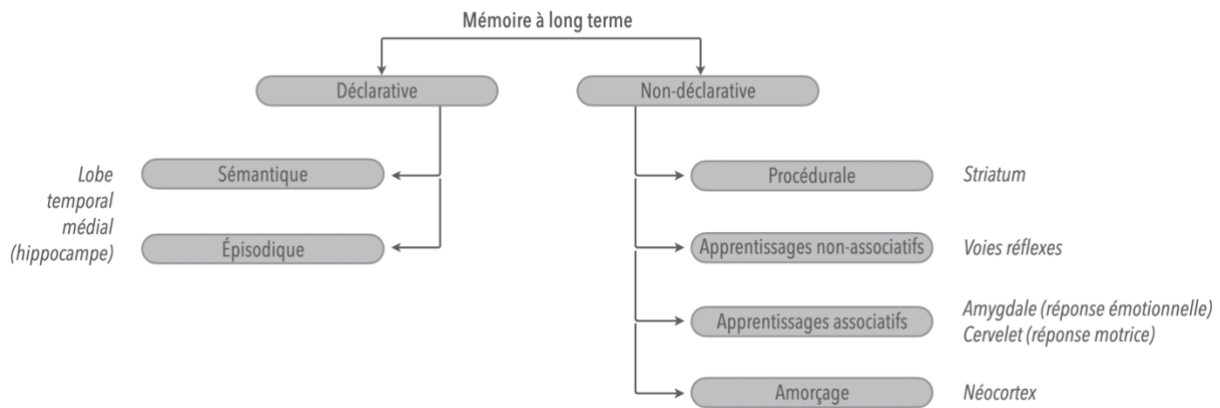 Mémoire à long terme
Déclarative
Non-déclarative
Lobe
temporal
médial
(hippocampe)
Sémantique
Épisodique
Procédurale
Striatum
Apprentissages non-associatifs
Voies réflexes
Apprentissages associatifs
Amygdale (réponse émotionnelle)
Cervelet (réponse motrice)
Amorçage
Néocortex